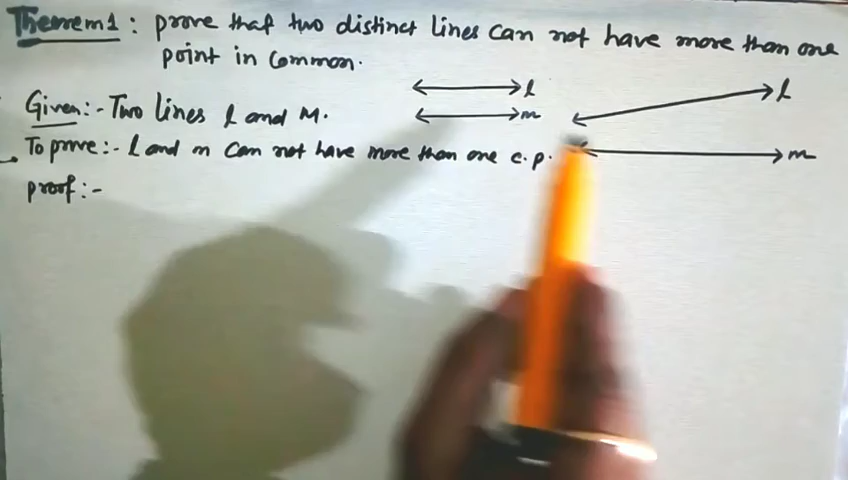 Theorem1: prove that two distinct lines can not have more than one
point in common.
Given:- Two lines l and M.
l
m
l
To prove:- l and m can not have more than one c.p.
m
proof:-